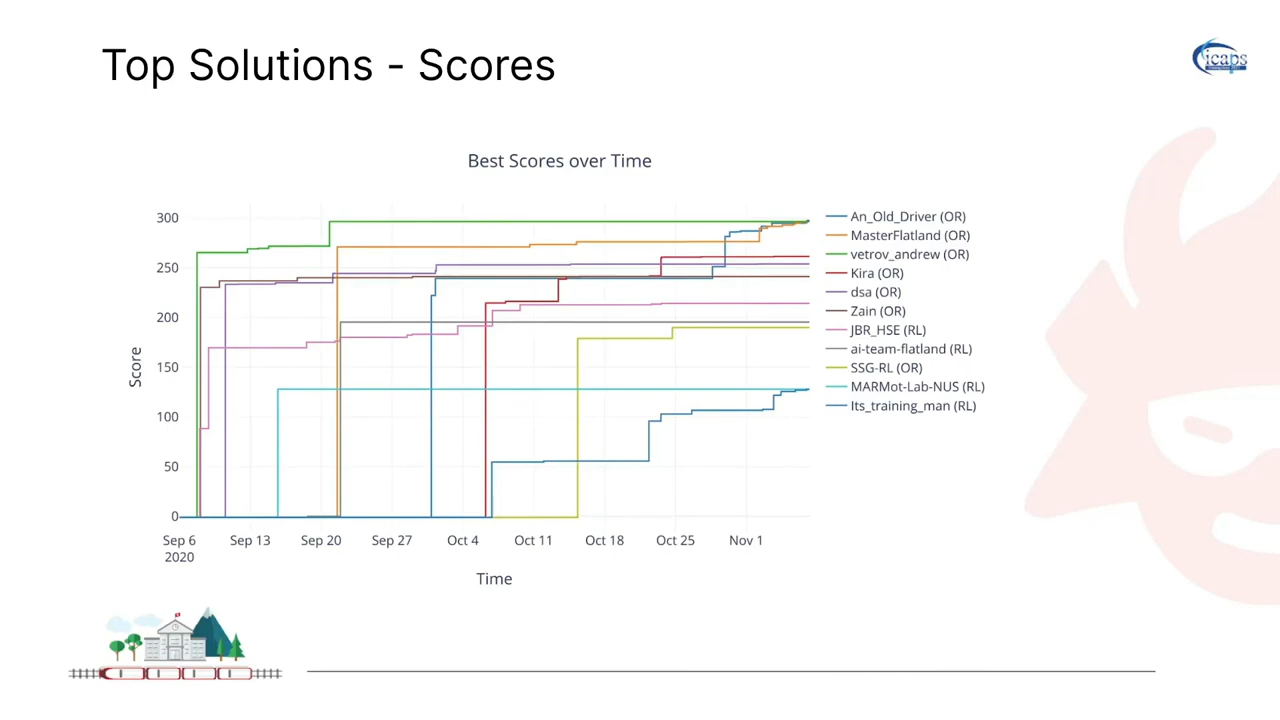 Top Solutions - Scores
icaps
Best Scores over Time
300
250
200
150
100
50
0
Score
Sep 6
2020
Sep 13
Sep 20
Sep 27
Oct 4
Oct 11
Oct 18
Oct 25
Nov 1
Time
An_Old_Driver (OR)
MasterFlatland (OR)
vetrov_andrew (OR)
Kira (OR)
dsa (OR)
Zain (OR)
JBR_HSE (RL)
ai-team-flatland (RL)
SSG-RL (OR)
MARMot-Lab-NUS (RL)
Its_training_man (RL)